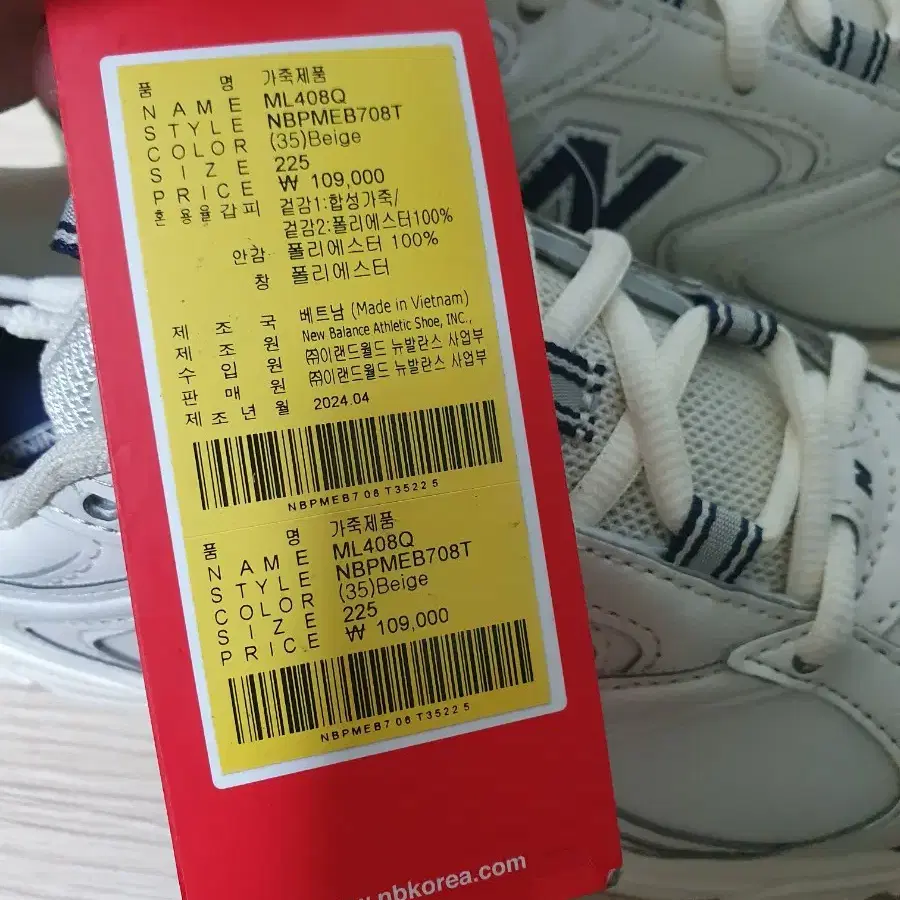 품 명 가죽제품
NAME ML408Q
STYLE NBPMEB708T
COLOR (35)Beige
SIZE 225
PRICE ₩ 109,000
혼용율갑피 겉감1:합성가죽/
겉감2:폴리에스터100%
안감 폴리에스터 100%
창 폴리에스터
제 조 국 베트남 (Made in Vietnam)
제 조 원 New Balance Athletic Shoe, INC.,
수 입 원 ㈜이랜드월드 뉴발란스 사업부
판 매 원 ㈜이랜드월드 뉴발란스 사업부
제 조 년 월 2024.04
NBPMEB708T35225
품 명 가죽제품
NAME ML408Q
STYLE NBPMEB708T
COLOR (35)Beige
SIZE 225
PRICE ₩ 109,000
NBPMEB708T35225
www.nbkorea.com
N
N